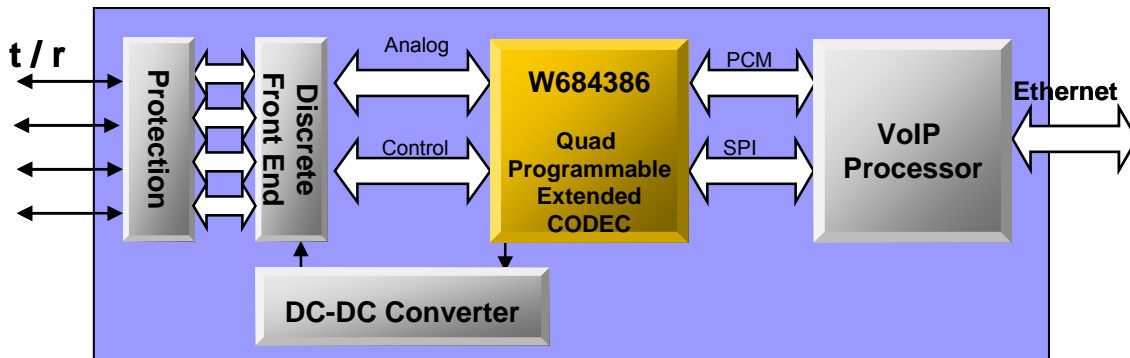 t / r
Protection
Discrete
Front End
Analog
Control
W684386
Quad
Programmable
Extended
CODEC
PCM
SPI
VoIP
Processor
Ethernet
DC-DC Converter